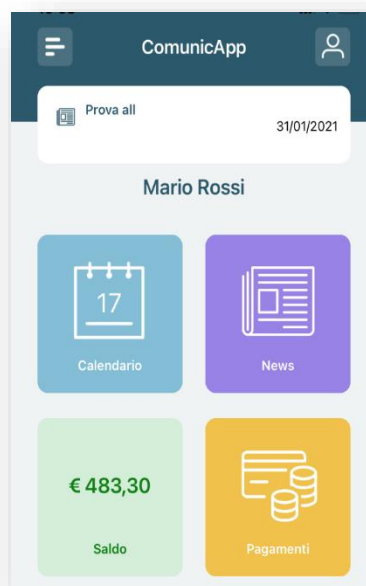 ComunicApp
Prova all
31/01/2021
Mario Rossi
17
Calendario
News
€ 483,30
Saldo
Pagamenti